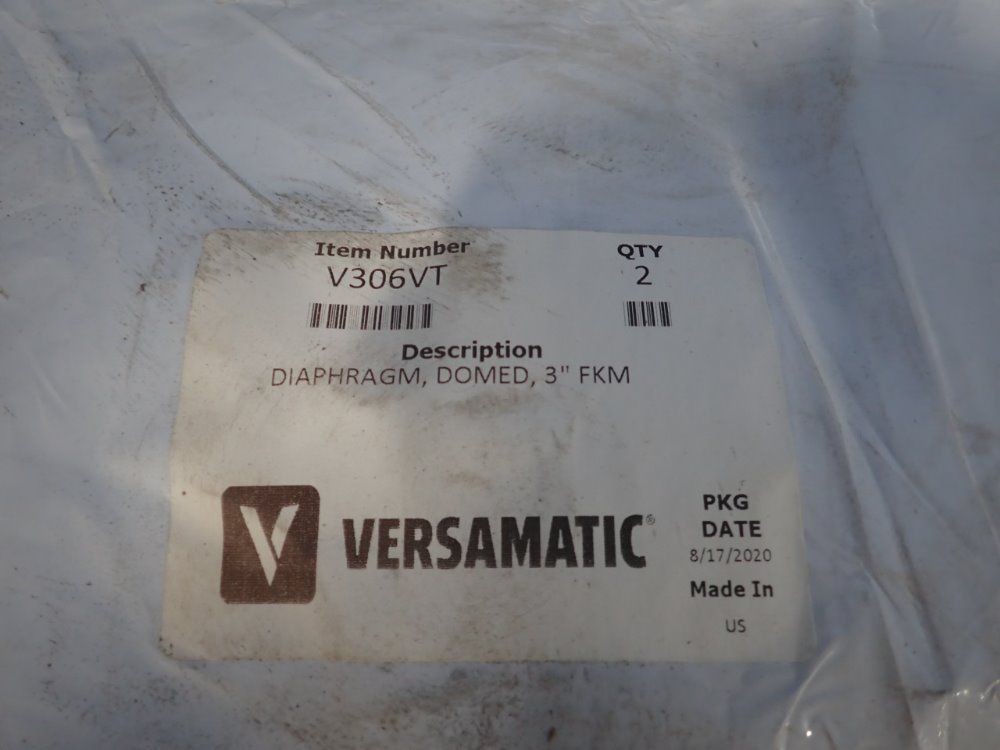 Item Number
V306VT
QTY
2
Description
DIAPHRAGM, DOMED, 3" FKM
V VERSAMATIC®
PKG
DATE
8/17/2020
Made In
US